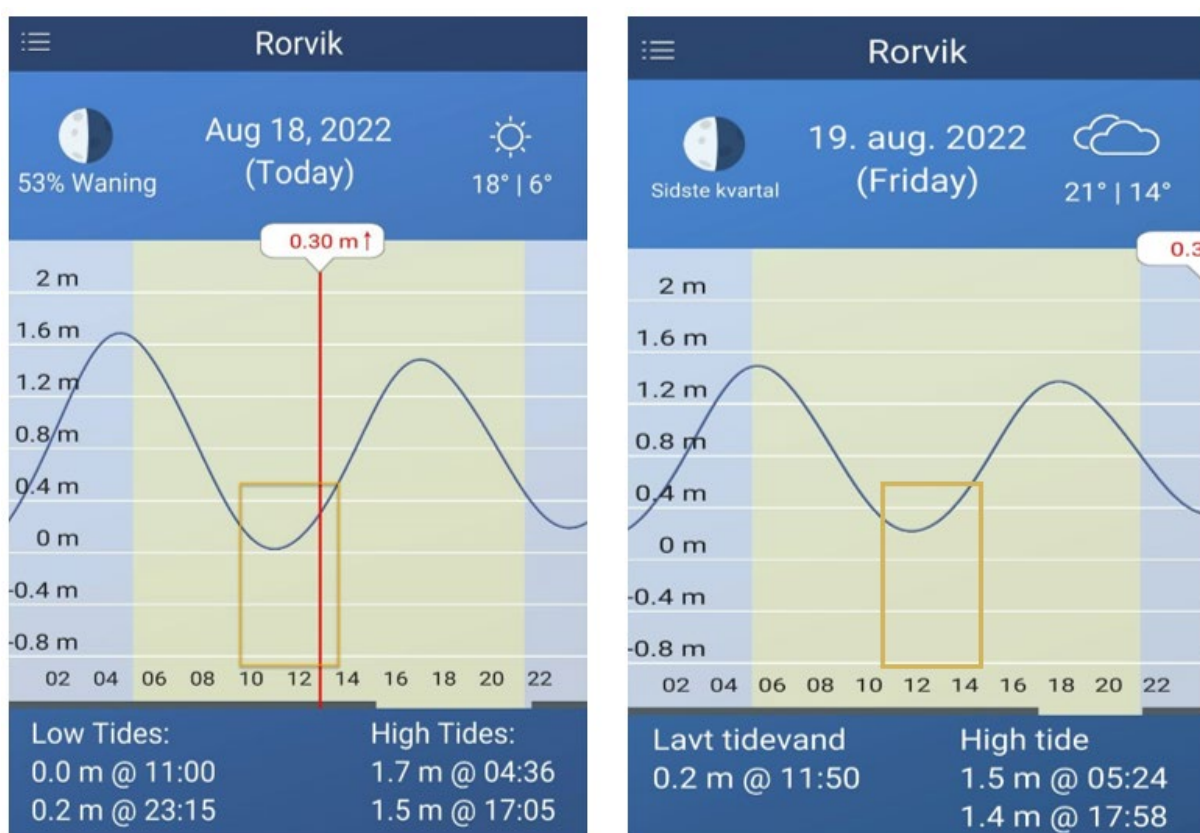 Rorvik
Aug 18, 2022
(Today)
53% Waning
18° | 6°
0.30 m ↑
2 m
1.6 m
1.2 m
0.8 m
0.4 m
0 m
-0.4 m
-0.8 m
02 04 06 08 10 12 14 16 18 20 22
Low Tides:
0.0 m @ 11:00
0.2 m @ 23:15
High Tides:
1.7 m @ 04:36
1.5 m @ 17:05
Rorvik
19. aug. 2022
(Friday)
Sidste kvartal
21° | 14°
0.3
2 m
1.6 m
1.2 m
0.8 m
0.4 m
0 m
-0.4 m
-0.8 m
02 04 06 08 10 12 14 16 18 20 22
Lavt tidevand
0.2 m @ 11:50
High tide
1.5 m @ 05:24
1.4 m @ 17:58